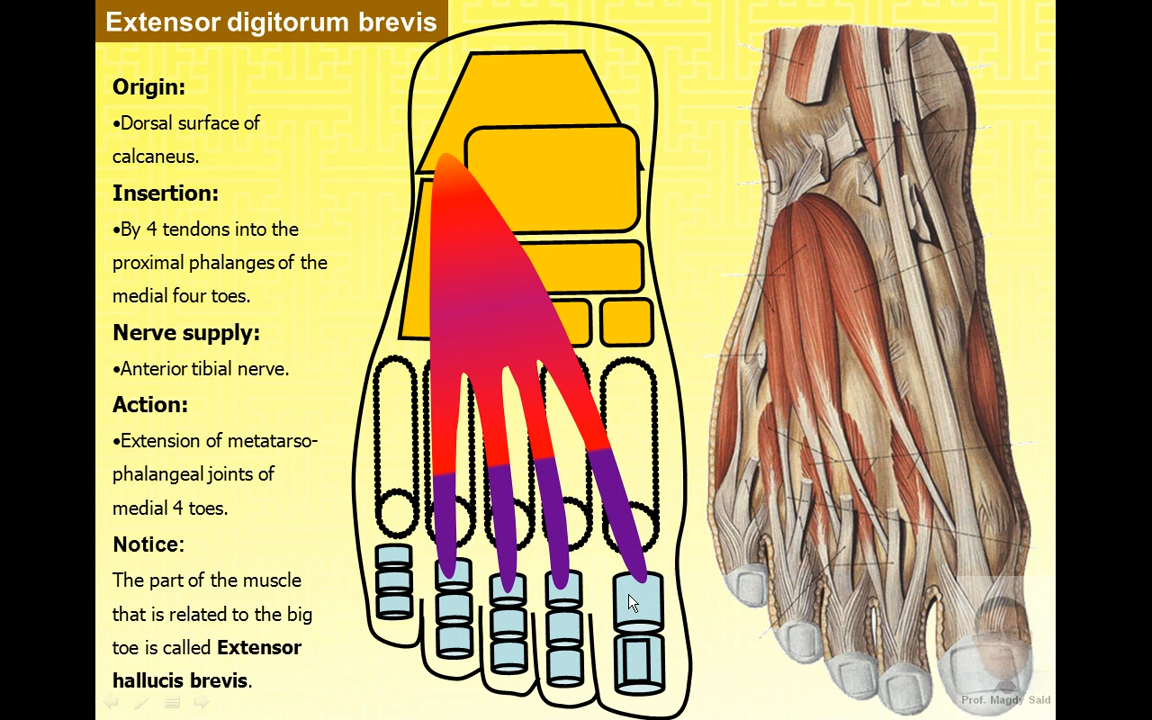 Extensor digitorum brevis
Origin:
•Dorsal surface of
calcaneus.
Insertion:
•By 4 tendons into the
proximal phalanges of the
medial four toes.
Nerve supply:
•Anterior tibial nerve.
Action:
•Extension of metatarso-
phalangeal joints of
medial 4 toes.
Notice:
The part of the muscle
that is related to the big
toe is called Extensor
hallucis brevis.
Prof. Magdy Said